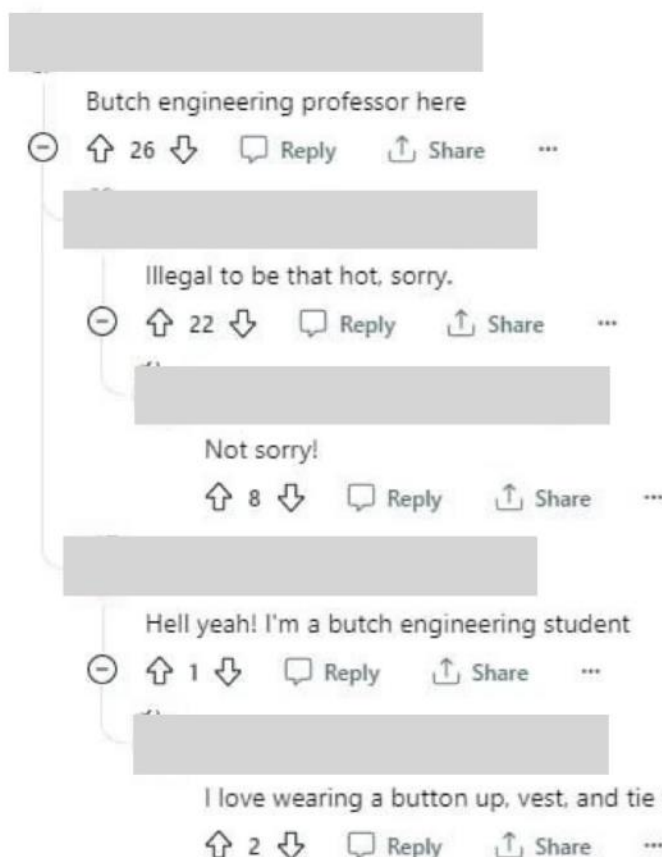 Butch engineering professor here
26 Reply Share ...
Illegal to be that hot, sorry.
22 Reply Share ...
Not sorry!
8 Reply Share ...
Hell yeah! I'm a butch engineering student
1 Reply Share ...
I love wearing a button up, vest, and tie
2 Reply Share ...